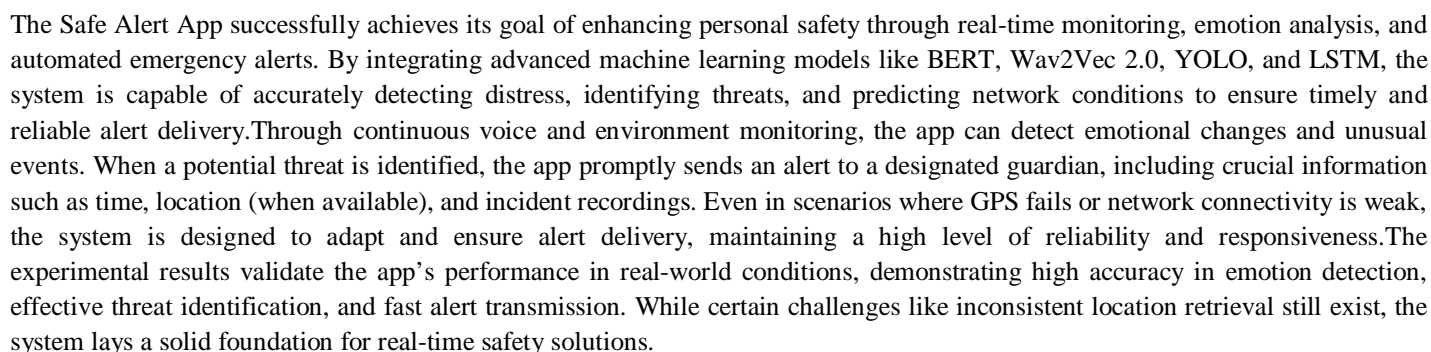 The Safe Alert App successfully achieves its goal of enhancing personal safety through real-time monitoring, emotion analysis, and
automated emergency alerts. By integrating advanced machine learning models like BERT, Wav2Vec 2.0, YOLO, and LSTM, the
system is capable of accurately detecting distress, identifying threats, and predicting network conditions to ensure timely and
reliable alert delivery.Through continuous voice and environment monitoring, the app can detect emotional changes and unusual
events. When a potential threat is identified, the app promptly sends an alert to a designated guardian, including crucial information
such as time, location (when available), and incident recordings. Even in scenarios where GPS fails or network connectivity is weak,
the system is designed to adapt and ensure alert delivery, maintaining a high level of reliability and responsiveness.The
experimental results validate the app’s performance in real-world conditions, demonstrating high accuracy in emotion detection,
effective threat identification, and fast alert transmission. While certain challenges like inconsistent location retrieval still exist, the
system lays a solid foundation for real-time safety solutions.